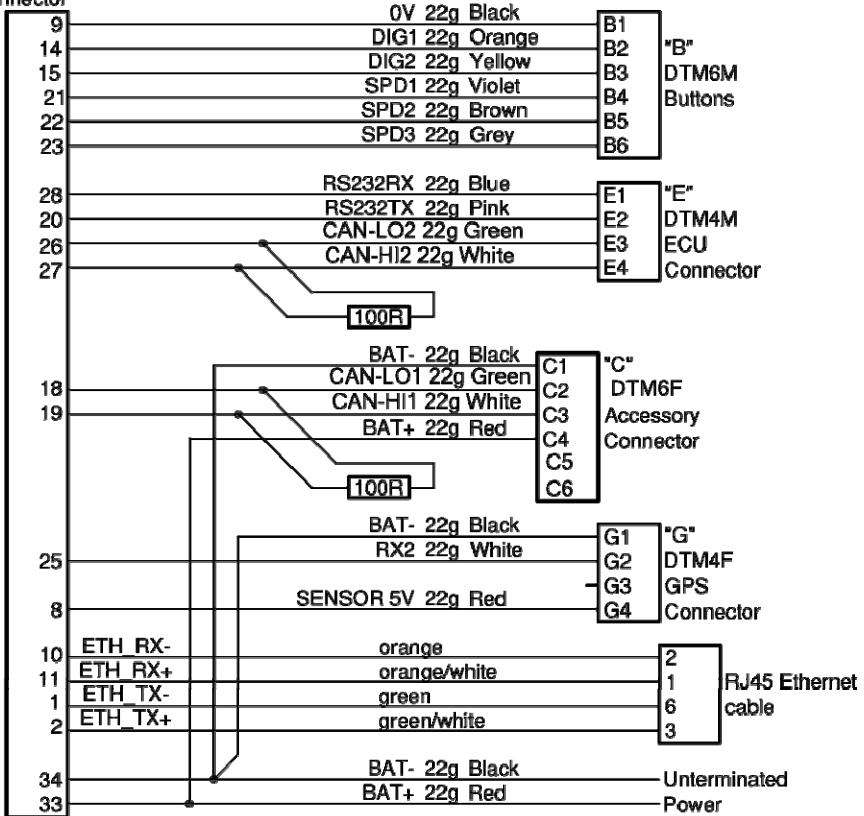 9 0V 22g Black B1
14 DIG1 22g Orange B2 "B"
15 DIG2 22g Yellow B3 DTM6M
21 SPD1 22g Violet B4 Buttons
22 SPD2 22g Brown B5
23 SPD3 22g Grey B6
28 RS232RX 22g Blue E1 "E"
20 RS232TX 22g Pink E2 DTM4M
26 CAN-LO2 22g Green E3 ECU
27 CAN-HI2 22g White E4 Connector
100R
BAT- 22g Black C1 "C"
18 CAN-LO1 22g Green C2 DTM6F
19 CAN-HI1 22g White C3 Accessory
BAT+ 22g Red C4 Connector
C5
100R C6
BAT- 22g Black G1 "G"
25 RX2 22g White G2 DTM4F
G3 GPS
8 SENSOR 5V 22g Red G4 Connector
10 ETH_RX- orange 2
11 ETH_RX+ orange/white 1 RJ45 Ethernet
1 ETH_TX- green 6 cable
2 ETH_TX+ green/white 3
34 BAT- 22g Black Unterminated
33 BAT+ 22g Red Power